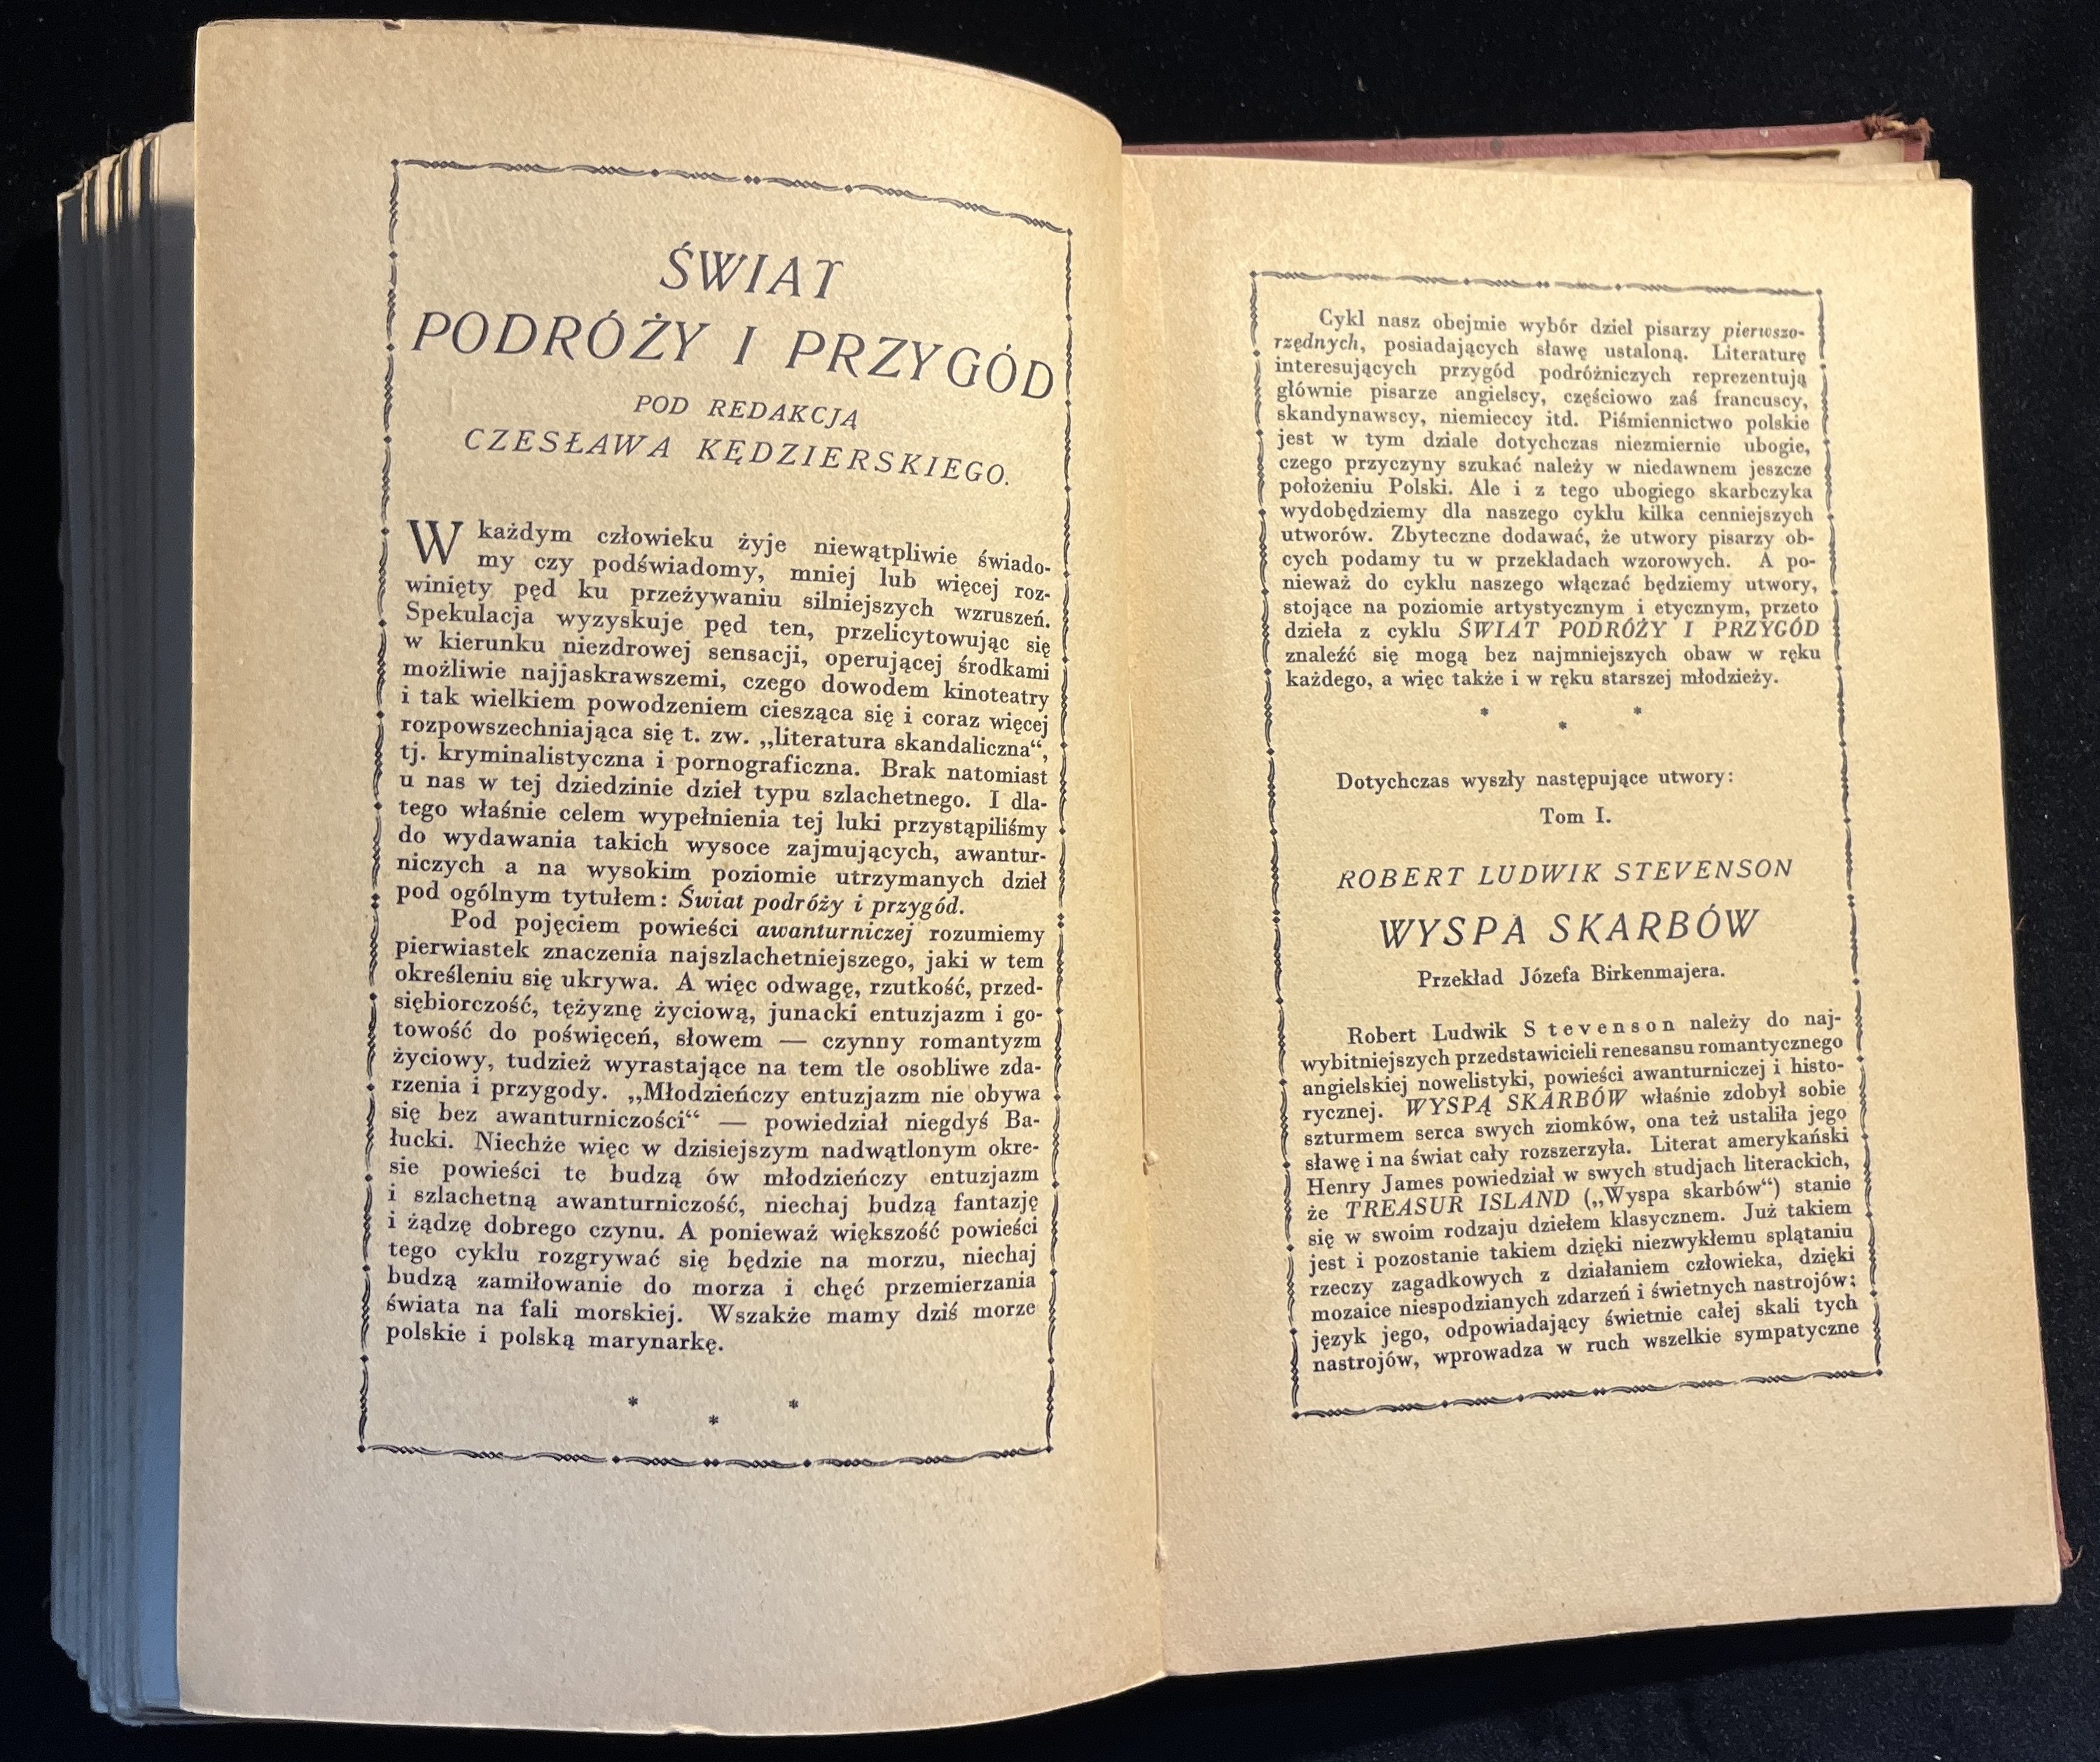 ŚWIAT
PODRÓŻY I PRZYGÓD
POD REDAKCJĄ
CZESŁAWA KĘDZIERSKIEGO.
W każdym człowieku żyje niewątpliwie świado-
my czy podświadomy, mniej lub więcej roz-
winięty pęd ku przeżywaniu silniejszych wzruszeń.
Spekulacja wyzyskuje pęd ten, przelicytowując się
w kierunku niezdrowej sensacji, operującej środkami
możliwie najjaskrawszemi, czego dowodem kinoteatry
i tak wielkiem powodzeniem ciesząca się i coraz więcej
rozpowszechniająca się t. zw. „literatura skandaliczna“,
tj. kryminalistyczna i pornograficzna. Brak natomiast
u nas w tej dziedzinie dzieł typu szlachetnego. I dla-
tego właśnie celem wypełnienia tej luki przystąpiliśmy
do wydawania takich wysoce zajmujących, awantur-
niczych a na wysokim poziomie utrzymanych dzieł
pod ogólnym tytułem: Świat podróży i przygód.
Pod pojęciem powieści awanturniczej rozumiemy
pierwiastek znaczenia najszlachetniejszego, jaki w tem
określeniu się ukrywa. A więc odwagę, rzutkość, przed-
siębiorczość, tężyznę życiową, junacki entuzjazm i go-
towość do poświęceń, słowem — czynny romantyzm
życiowy, tudzież wyrastające na tem tle osobliwe zda-
rzenia i przygody. „Młodzieńczy entuzjazm nie obywa
się bez awanturniczości“ — powiedział niegdyś Ba-
łucki. Niechże więc w dzisiejszym nadwątlonym okre-
sie powieści te budzą ów młodzieńczy entuzjazm
i szlachetną awanturniczość, niechaj budzą fantazję
i żądzę dobrego czynu. A ponieważ większość powieści
tego cyklu rozgrywać się będzie na morzu, niechaj
budzą zamiłowanie do morza i chęć przemierzania
świata na fali morskiej. Wszakże mamy dziś morze
polskie i polską marynarkę.
* * *
Cykl nasz obejmie wybór dzieł pisarzy pierwszo-
rzędnych, posiadających sławę ustaloną. Literaturę
interesujących przygód podróżniczych reprezentują
głównie pisarze angielscy, częściowo zaś francuscy,
skandynawscy, niemieccy itd. Piśmiennictwo polskie
jest w tym dziale dotychczas niezmiernie ubogie,
czego przyczyny szukać należy w niedawnem jeszcze
położeniu Polski. Ale i z tego ubogiego skarbczyka
wydobędziemy dla naszego cyklu kilka cenniejszych
utworów. Zbyteczne dodawać, że utwory pisarzy ob-
cych podamy tu w przekładach wzorowych. A po-
nieważ do cyklu naszego włączać będziemy utwory,
stojące na poziomie artystycznym i etycznym, przeto
dzieła z cyklu ŚWIAT PODRÓŻY I PRZYGÓD
znaleźć się mogą bez najmniejszych obaw w ręku
każdego, a więc także i w ręku starszej młodzieży.
* * *
Dotychczas wyszły następujące utwory:
Tom I.
ROBERT LUDWIK STEVENSON
WYSPA SKARBÓW
Przekład Józefa Birkenmajera.
Robert Ludwik Stevenson należy do naj-
wybitniejszych przedstawicieli renesansu romantycznego
angielskiej nowelistyki, powieści awanturniczej i histo-
rycznej. WYSPĄ SKARBÓW właśnie zdobył sobie
szturmem serca swych ziomków, ona też ustaliła jego
sławę i na świat cały rozszerzyła. Literat amerykański
Henry James powiedział w swych studjach literackich,
że TREASUR ISLAND („Wyspa skarbów“) stanie
się w swoim rodzaju dziełem klasycznem. Już takiem
jest i pozostanie takiem dzięki niezwykłemu splątaniu
rzeczy zagadkowych z działaniem człowieka, dzięki
mozaice niespodzianych zdarzeń i świetnych nastrojów;
język jego, odpowiadający świetnie całej skali tych
nastrojów, wprowadza w ruch wszelkie sympatyczne